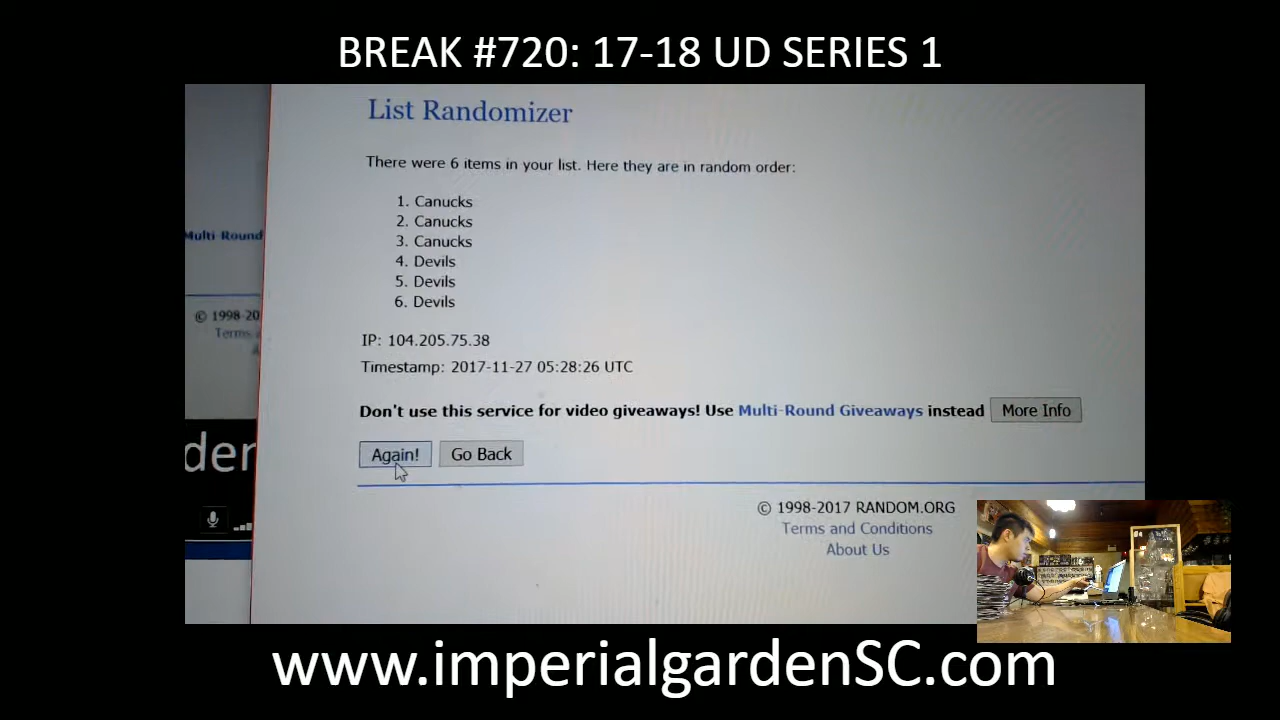 BREAK #720: 17-18 UD SERIES 1
List Randomizer
There were 6 items in your list. Here they are in random order:
1. Canucks
2. Canucks
3. Canucks
4. Devils
5. Devils
6. Devils
Multi-Round
© 1998-20
Terms
IP: 104.205.75.38
Timestamp: 2017-11-27 05:28:26 UTC
Don't use this service for video giveaways! Use Multi-Round Giveaways instead More Info
den
Again! Go Back
© 1998-2017 RANDOM.ORG
Terms and Conditions
About Us
www.imperialgardenSC.com